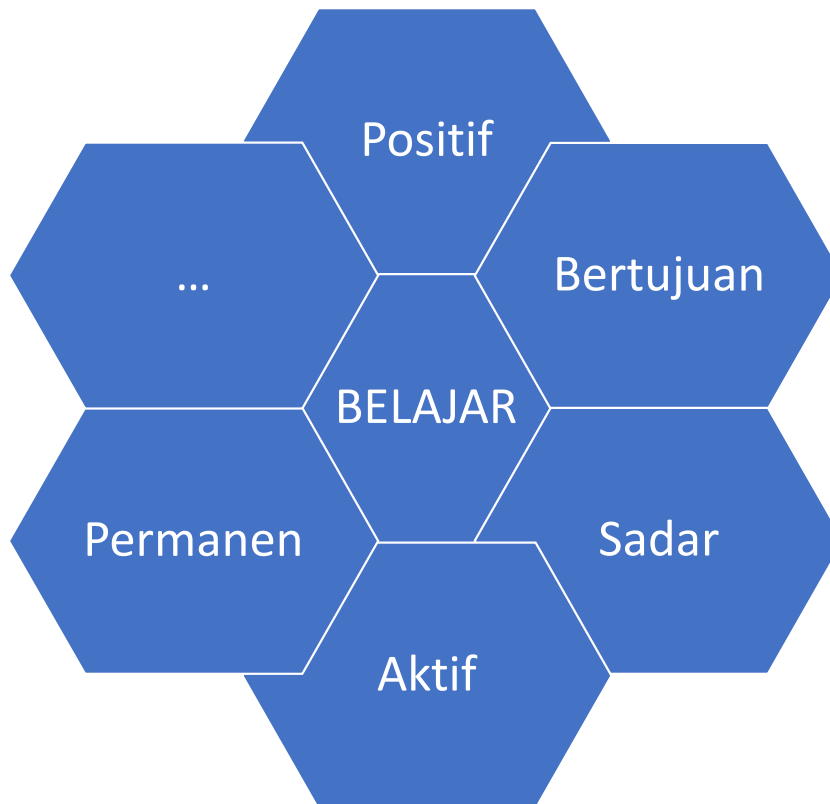 Positif
Bertujuan
...
BELAJAR
Permanen
Sadar
Aktif